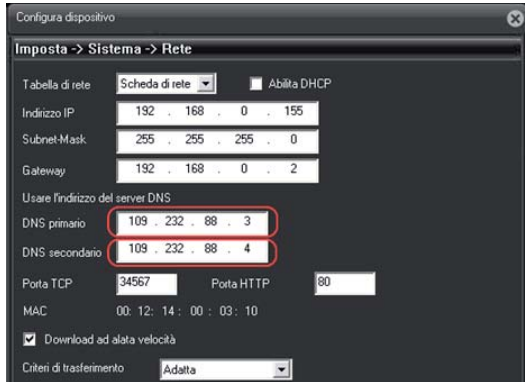 Configura dispositivo
Imposta -> Sistema -> Rete
Tabella di rete Scheda di rete Abilita DHCP
Indirizzo IP 192 . 168 . 0 . 155
Subnet-Mask 255 . 255 . 255 . 0
Gateway 192 . 168 . 0 . 2
Usare l'indirizzo del server DNS
DNS primario 109 . 232 . 88 . 3
DNS secondario 109 . 232 . 88 . 4
Porta TCP 34567 Porta HTTP 80
MAC 00: 12: 14: 00: 03: 10
Download ad alata velocità
Criteri di trasferimento Adatta